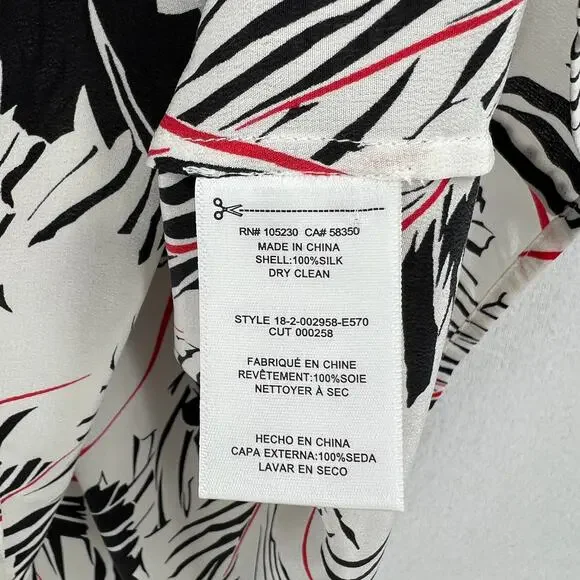 RN# 105230 CA# 58350
MADE IN CHINA
SHELL:100%SILK
DRY CLEAN
STYLE 18-2-002958-E570
CUT 000258
FABRIQUÉ EN CHINE
REVÊTEMENT:100%SOIE
NETTOYER À SEC
HECHO EN CHINA
CAPA EXTERNA:100%SEDA
LAVAR EN SECO